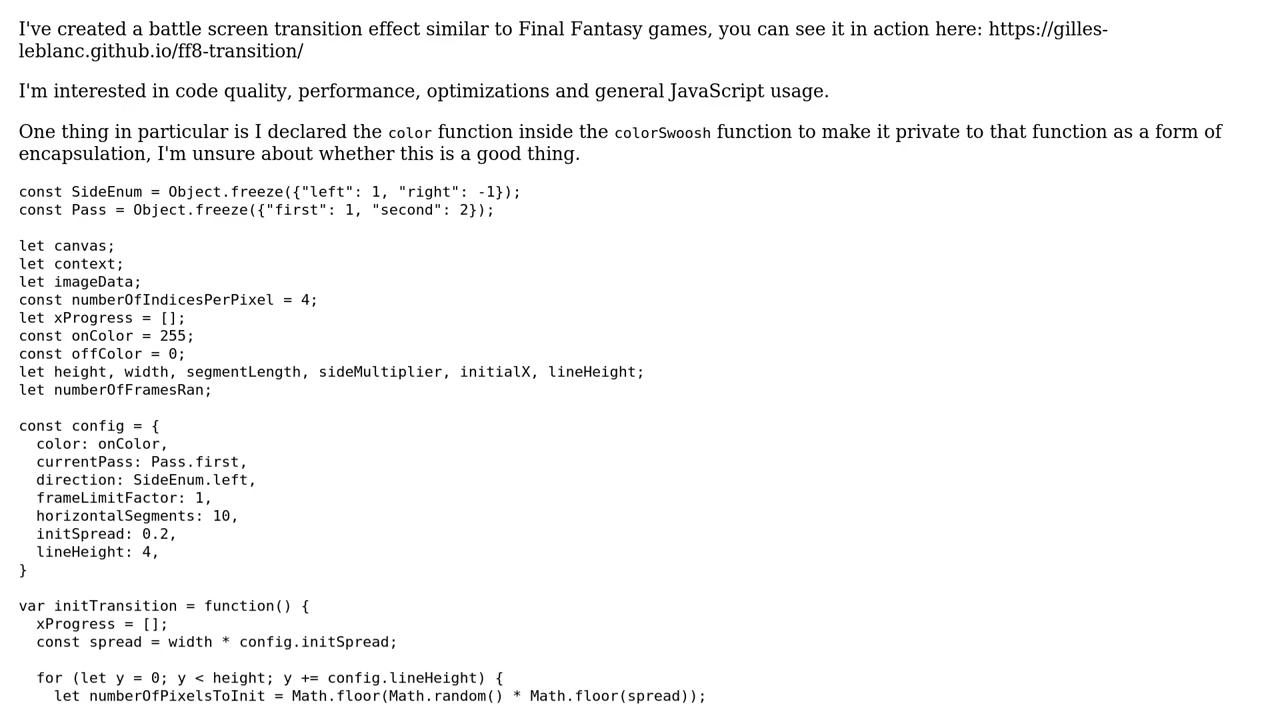 I've created a battle screen transition effect similar to Final Fantasy games, you can see it in action here: https://gilles-
leblanc.github.io/ff8-transition/
I'm interested in code quality, performance, optimizations and general JavaScript usage.
One thing in particular is I declared the color function inside the colorSwoosh function to make it private to that function as a form of
encapsulation, I'm unsure about whether this is a good thing.
const SideEnum = Object.freeze({"left": 1, "right": -1});
const Pass = Object.freeze({"first": 1, "second": 2});
let canvas;
let context;
let imageData;
const numberOfIndicesPerPixel = 4;
let xProgress = [];
const onColor = 255;
const offColor = 0;
let height, width, segmentLength, sideMultiplier, initialX, lineHeight;
let numberOfFramesRan;
const config = {
  color: onColor,
  currentPass: Pass.first,
  direction: SideEnum.left,
  frameLimitFactor: 1,
  horizontalSegments: 10,
  initSpread: 0.2,
  lineHeight: 4,
}
var initTransition = function() {
  xProgress = [];
  const spread = width * config.initSpread;
  for (let y = 0; y < height; y += config.lineHeight) {
    let numberOfPixelsToInit = Math.floor(Math.random() * Math.floor(spread));